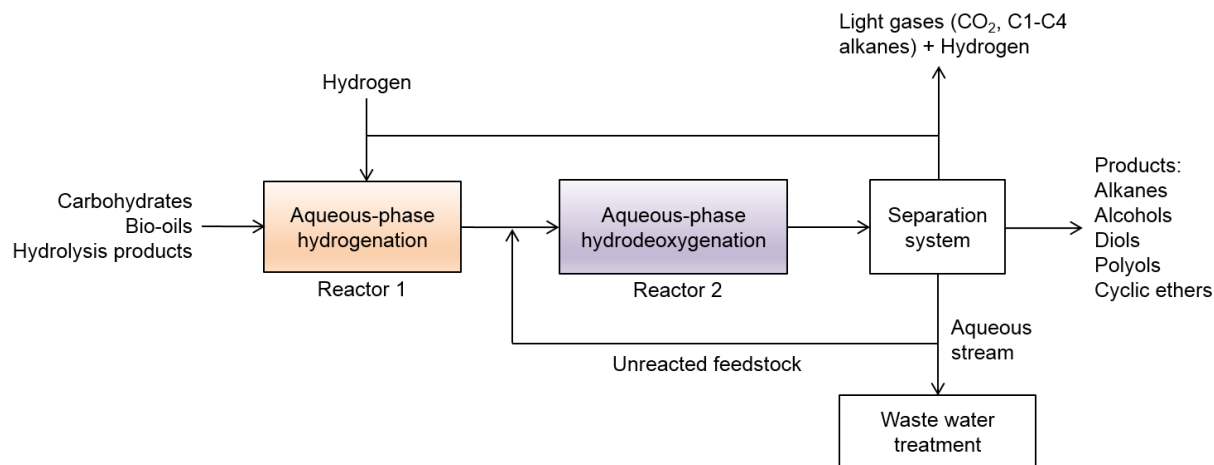 Light gases (CO₂, C1-C4
alkanes) + Hydrogen
Hydrogen
Carbohydrates
Bio-oils
Hydrolysis products
Aqueous-phase
hydrogenation
Reactor 1
Aqueous-phase
hydrodeoxygenation
Reactor 2
Separation
system
Products:
Alkanes
Alcohols
Diols
Polyols
Cyclic ethers
Unreacted feedstock
Aqueous
stream
Waste water
treatment